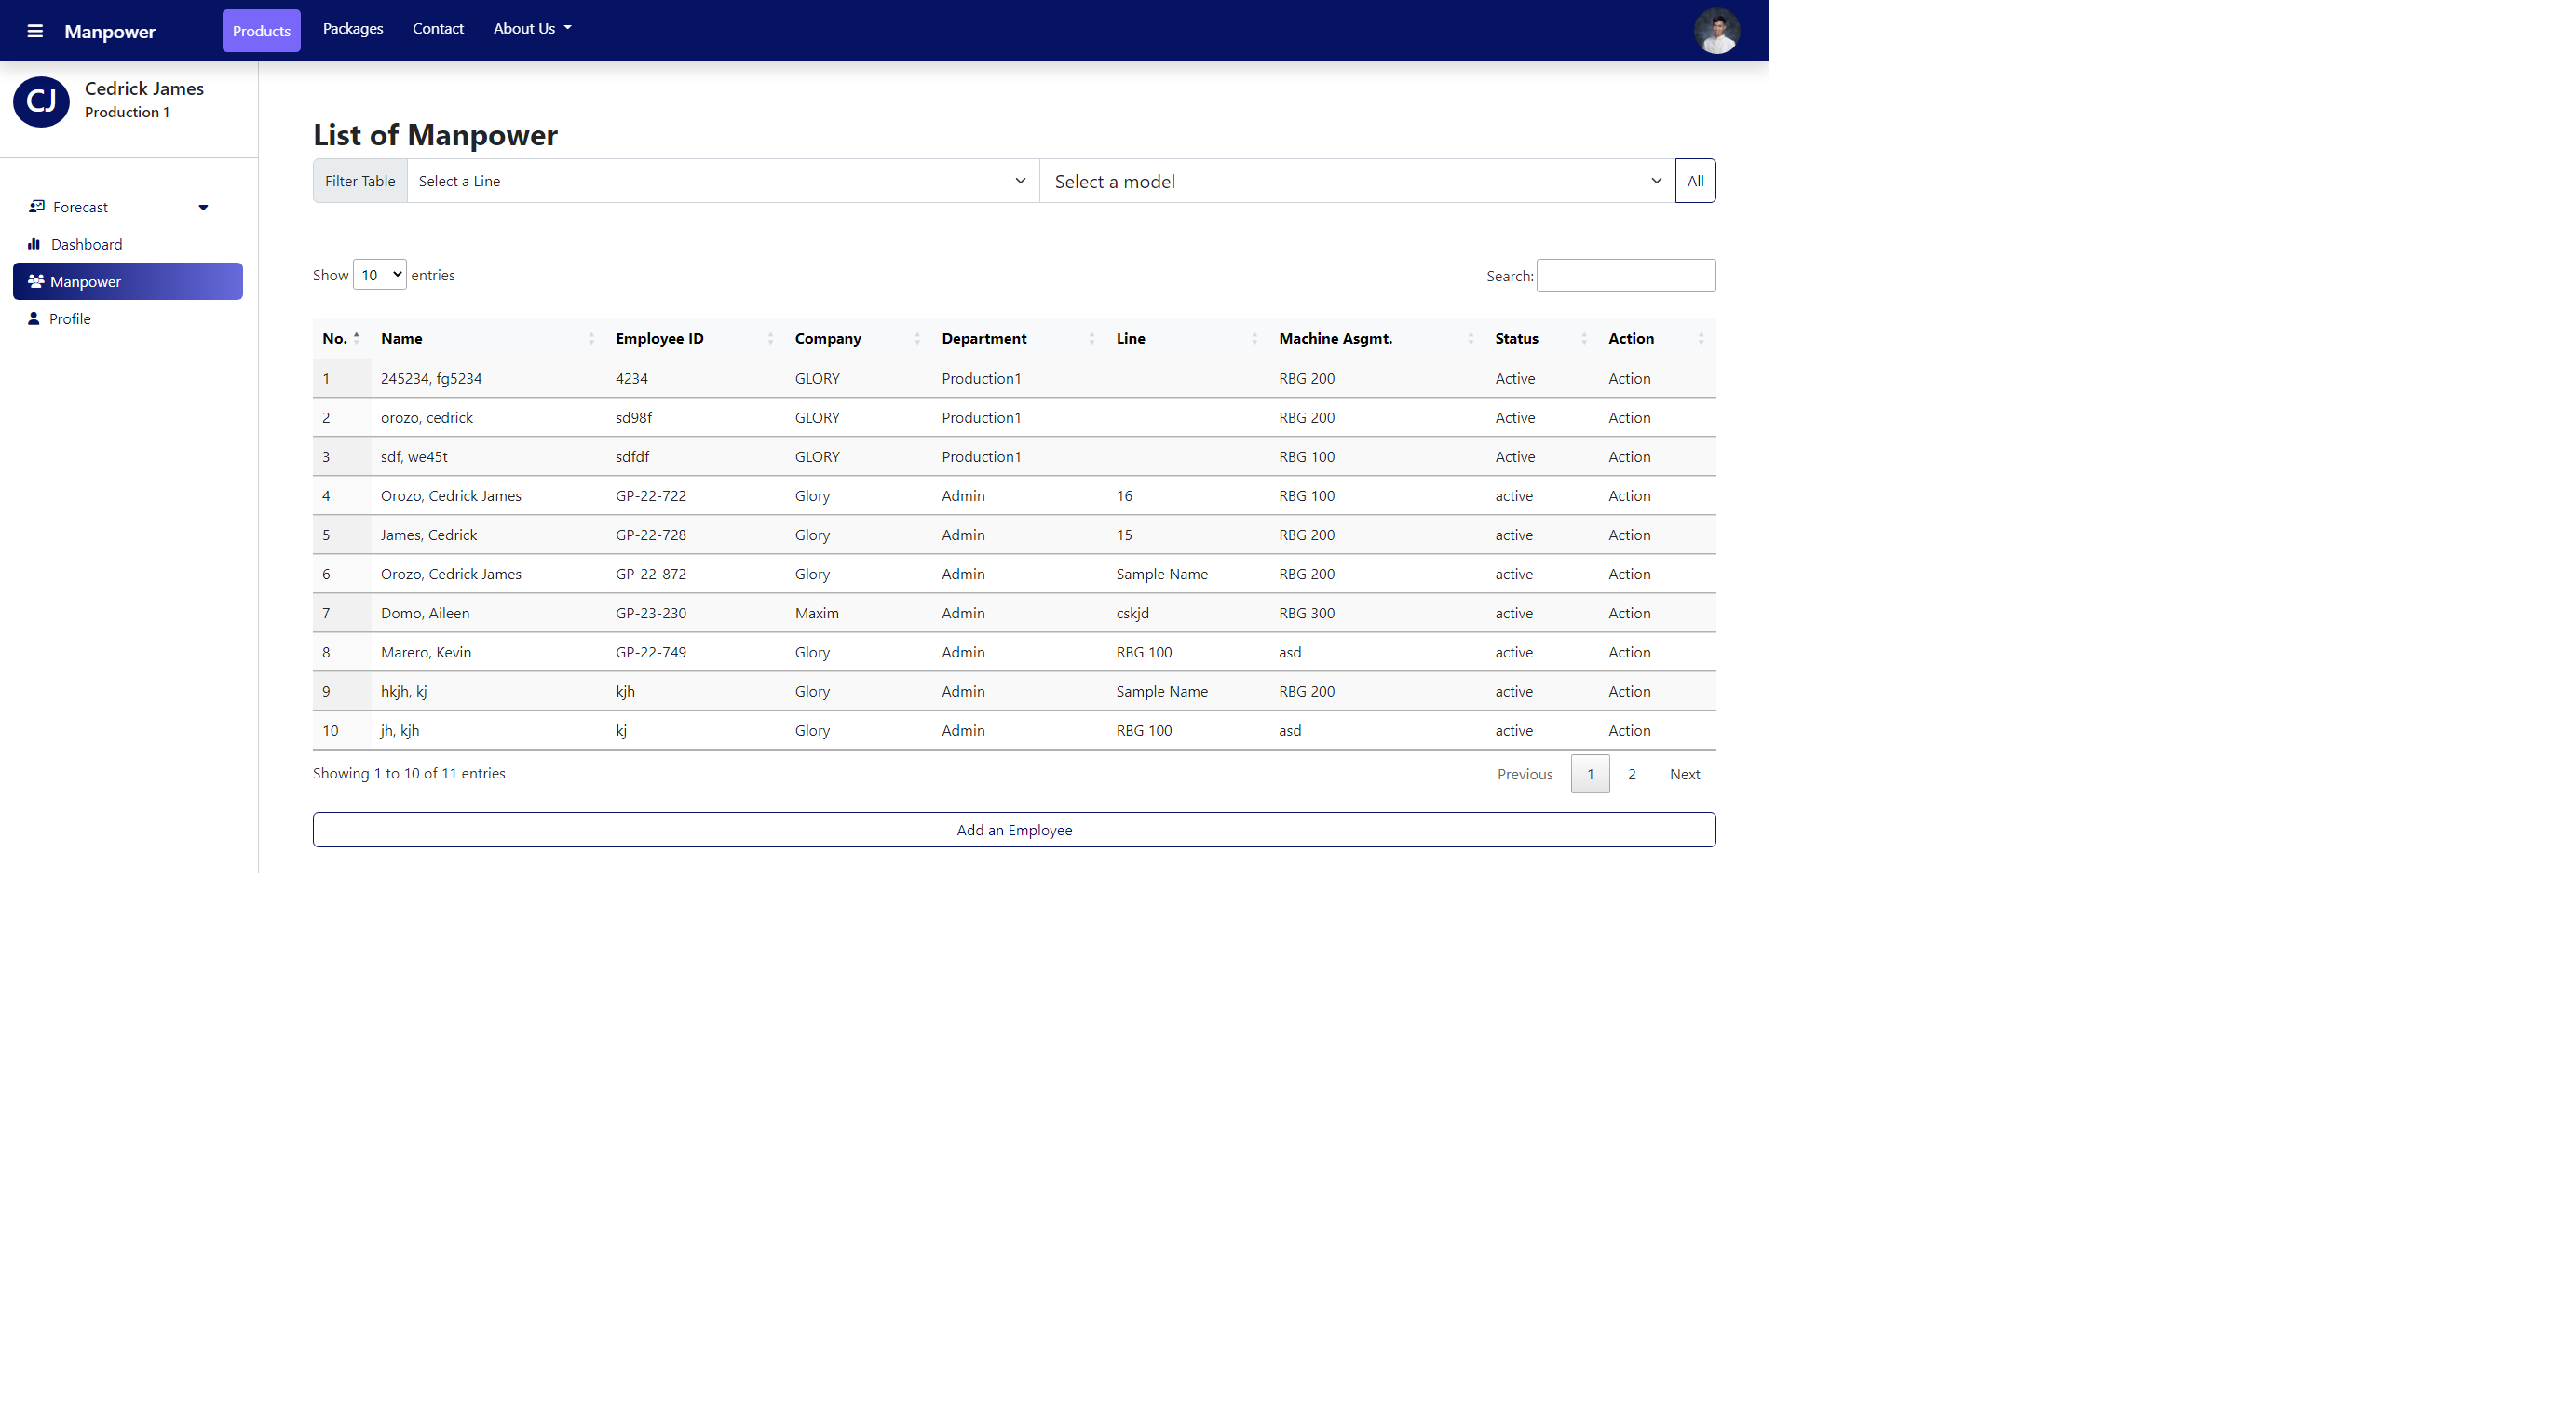 Manpower Products Packages Contact About Us
CJ Cedrick James
Production 1
Forecast
Dashboard
Manpower
Profile
List of Manpower
Filter Table Select a Line Select a model All
Show 10 entries Search:
No. Name Employee ID Company Department Line Machine Asgmt. Status Action
1 245234, fg5234 4234 GLORY Production1 RBG 200 Active Action
2 orozo, cedrick sd98f GLORY Production1 RBG 200 Active Action
3 sdf, we45t sdfdf GLORY Production1 RBG 100 Active Action
4 Orozo, Cedrick James GP-22-722 Glory Admin 16 RBG 100 active Action
5 James, Cedrick GP-22-728 Glory Admin 15 RBG 200 active Action
6 Orozo, Cedrick James GP-22-872 Glory Admin Sample Name RBG 200 active Action
7 Domo, Aileen GP-23-230 Maxim Admin cskjd RBG 300 active Action
8 Marero, Kevin GP-22-749 Glory Admin RBG 100 asd active Action
9 hkjh, kj kjh Glory Admin Sample Name RBG 200 active Action
10 jh, kjh kj Glory Admin RBG 100 asd active Action
Showing 1 to 10 of 11 entries Previous 1 2 Next
Add an Employee